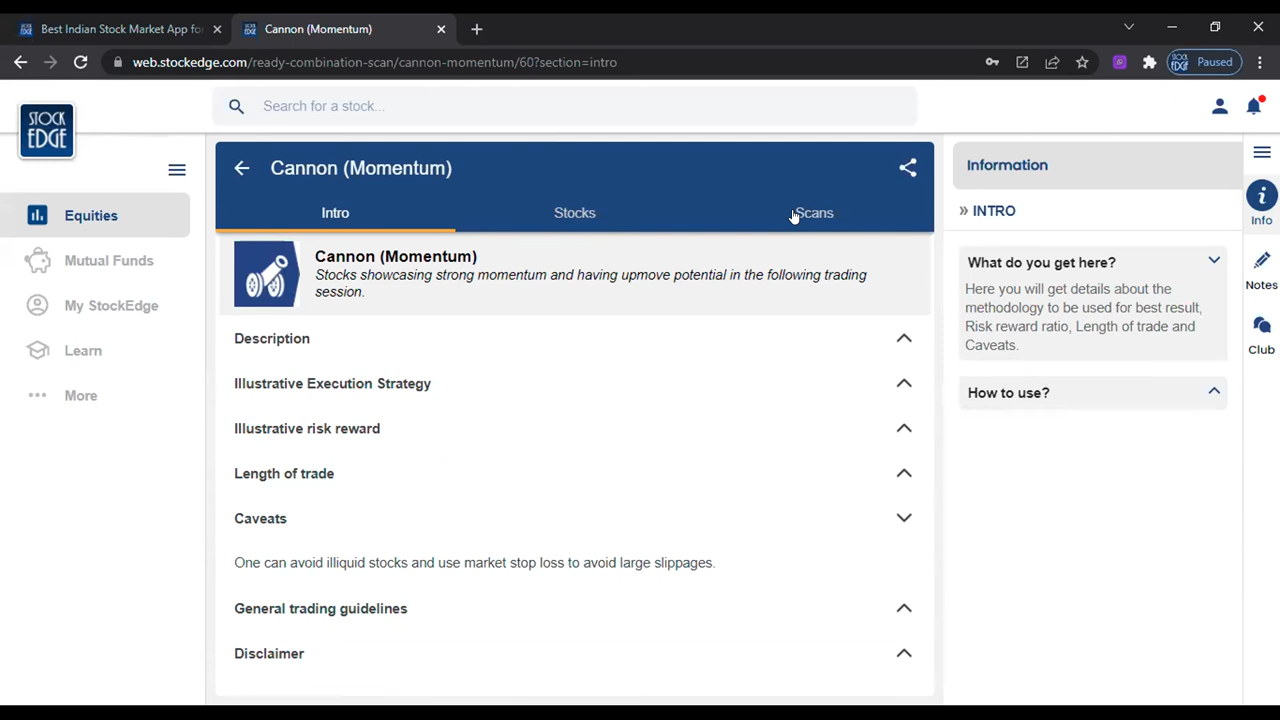 Best Indian Stock Market App for
Cannon (Momentum)
web.stockedge.com/ready-combination-scan/cannon-momentum/60?section=intro
STOCK EDGE
Paused
STOCK
EDGE
Search for a stock...
Equities
Mutual Funds
My StockEdge
Learn
More
Cannon (Momentum)
Intro
Stocks
Scans
Cannon (Momentum)
Stocks showcasing strong momentum and having upmove potential in the following trading
session.
Description
Illustrative Execution Strategy
Illustrative risk reward
Length of trade
Caveats
One can avoid illiquid stocks and use market stop loss to avoid large slippages.
General trading guidelines
Disclaimer
Information
» INTRO
What do you get here?
Here you will get details about the
methodology to be used for best result,
Risk reward ratio, Length of trade and
Caveats.
How to use?
Info
Notes
Club